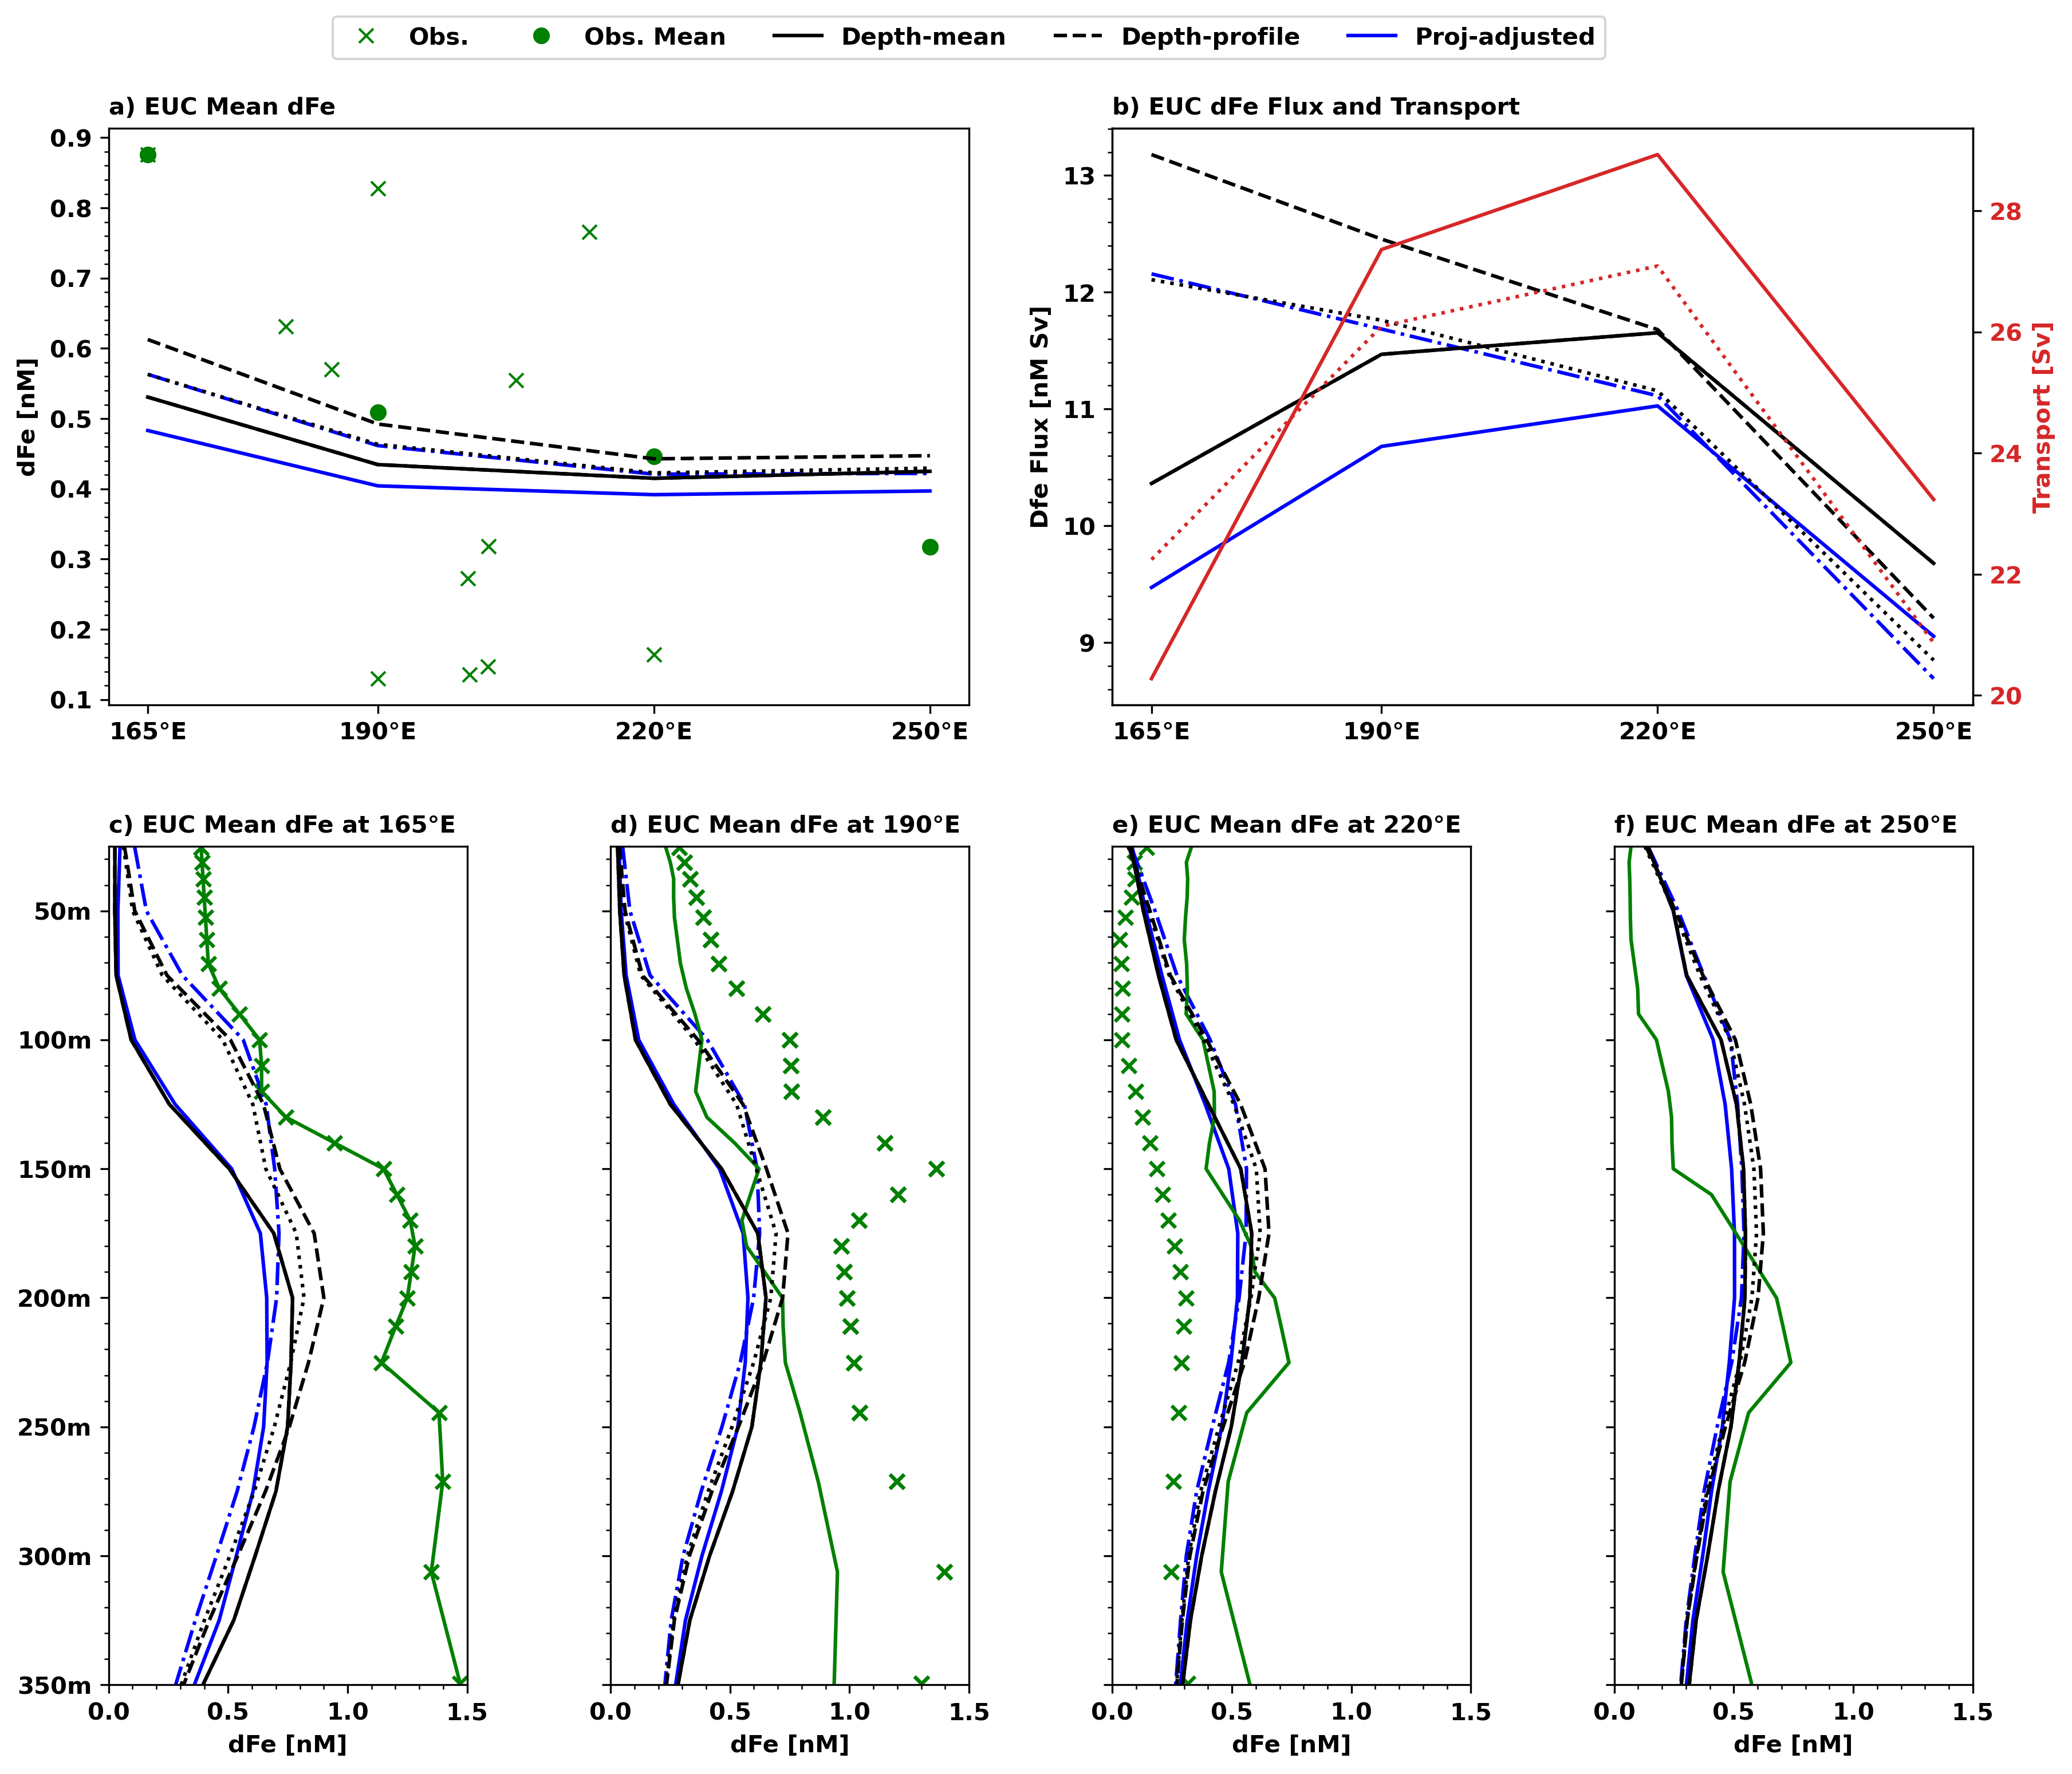 Obs. Obs. Mean Depth-mean Depth-profile Proj-adjusted
a) EUC Mean dFe
0.9
0.8
0.7
0.6
0.5
0.4
0.3
0.2
0.1
dFe [nM]
165°E 190°E 220°E 250°E
b) EUC dFe Flux and Transport
13
12
11
10
9
Dfe Flux [nM Sv]
28
26
24
22
20
Transport [Sv]
165°E 190°E 220°E 250°E
c) EUC Mean dFe at 165°E
50m
100m
150m
200m
250m
300m
350m
0.0 0.5 1.0 1.5
dFe [nM]
d) EUC Mean dFe at 190°E
0.0 0.5 1.0 1.5
dFe [nM]
e) EUC Mean dFe at 220°E
0.0 0.5 1.0 1.5
dFe [nM]
f) EUC Mean dFe at 250°E
0.0 0.5 1.0 1.5
dFe [nM]